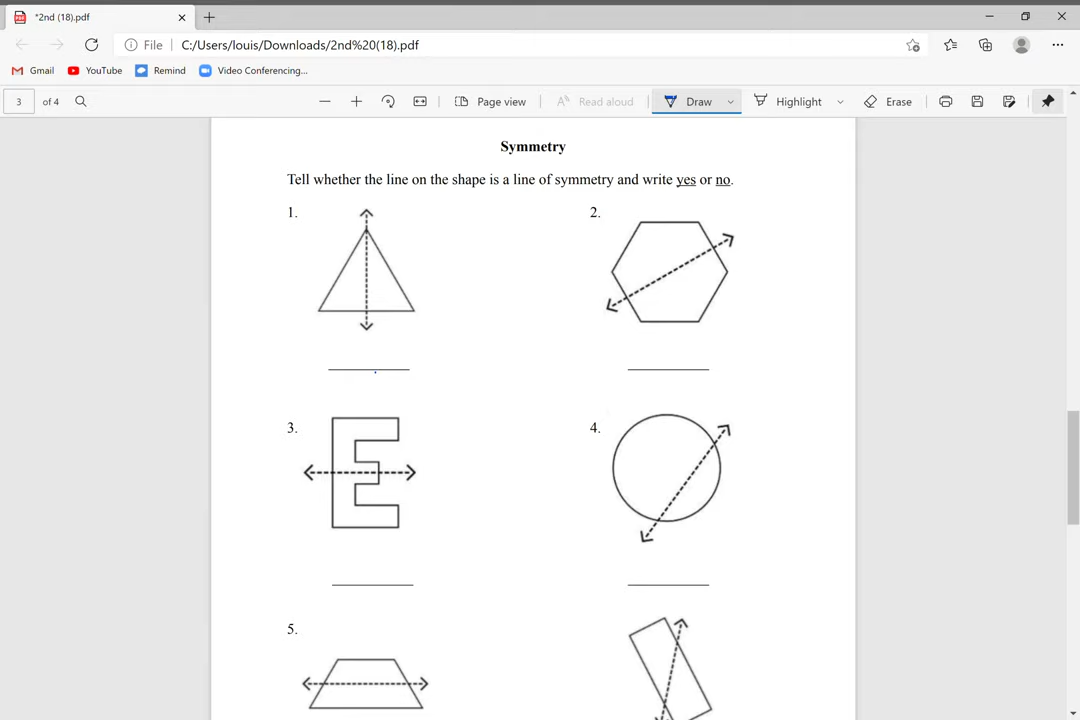 *2nd (18).pdf
File | C:/Users/louis/Downloads/2nd%20(18).pdf
Gmail YouTube Remind Video Conferencing...
3 of 4 Page view Read aloud Draw Highlight Erase
Symmetry
Tell whether the line on the shape is a line of symmetry and write yes or no.
1. 2.
3. 4.
5.